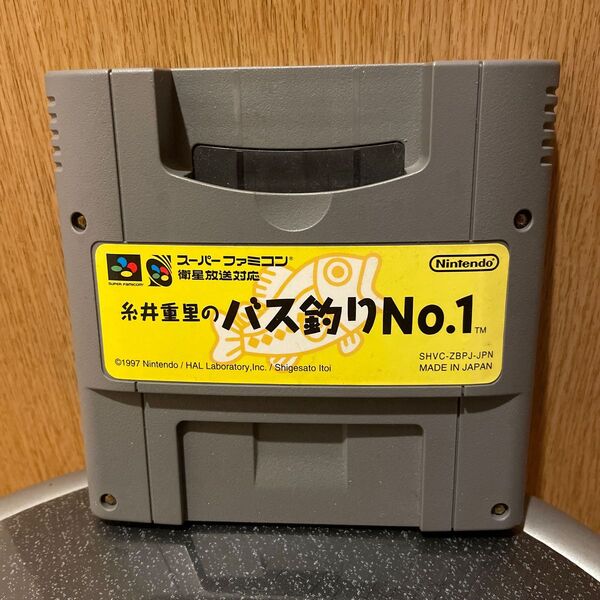 SUPER FAMICOM
スーパーファミコン®
衛星放送対応
Nintendo®
糸井重里のバス釣りNo.1™
©1997 Nintendo / HAL Laboratory,Inc. / Shigesato Itoi
SHVC-ZBPJ-JPN
MADE IN JAPAN